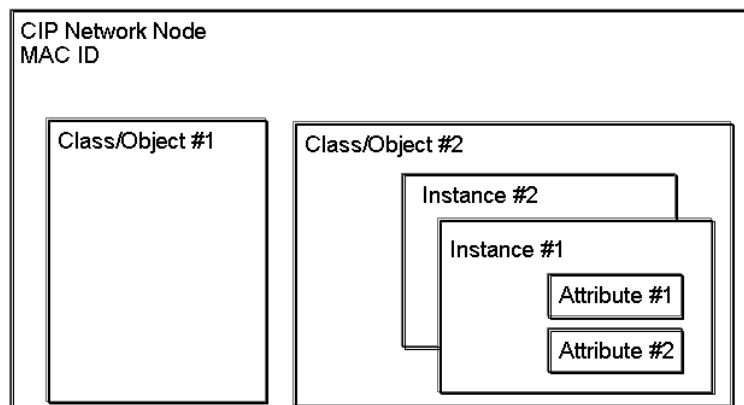 CIP Network Node
MAC ID
Class/Object #1
Class/Object #2
Instance #2
Instance #1
Attribute #1
Attribute #2